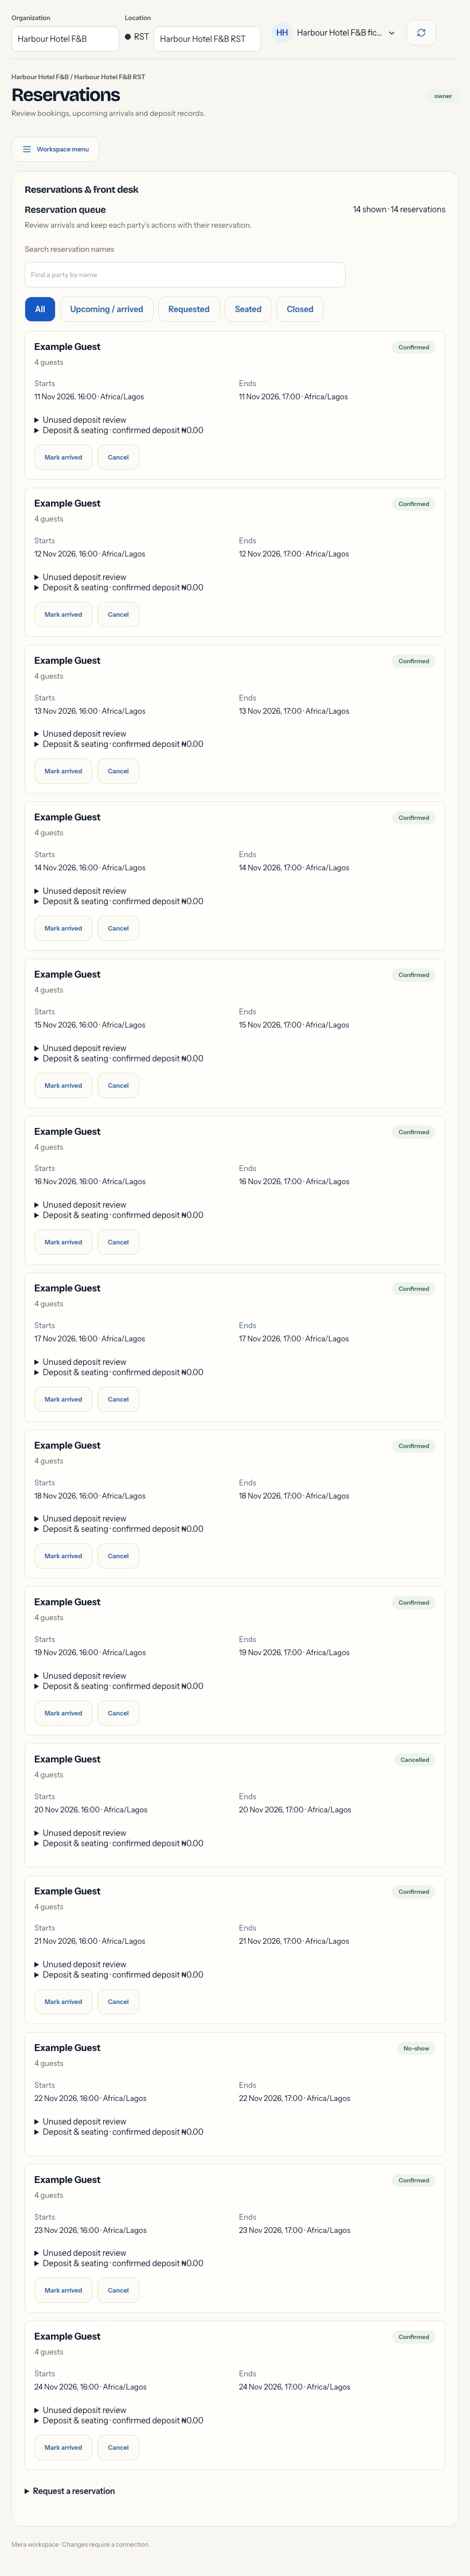 Organization
Location
Harbour Hotel F&B
RST
Harbour Hotel F&B RST
HH
Harbour Hotel F&B fic...
Harbour Hotel F&B / Harbour Hotel F&B RST
Reservations
owner
Review bookings, upcoming arrivals and deposit records.
Workspace menu
Reservations & front desk
Reservation queue
14 shown · 14 reservations
Review arrivals and keep each party's actions with their reservation.
Search reservation names
Find a party by name
All
Upcoming / arrived
Requested
Seated
Closed
Example Guest
Confirmed
4 guests
Starts
Ends
11 Nov 2026, 16:00 · Africa/Lagos
11 Nov 2026, 17:00 · Africa/Lagos
Unused deposit review
Deposit & seating · confirmed deposit ₦0.00
Mark arrived
Cancel
Example Guest
Confirmed
4 guests
Starts
Ends
12 Nov 2026, 16:00 · Africa/Lagos
12 Nov 2026, 17:00 · Africa/Lagos
Unused deposit review
Deposit & seating · confirmed deposit ₦0.00
Mark arrived
Cancel
Example Guest
Confirmed
4 guests
Starts
Ends
13 Nov 2026, 16:00 · Africa/Lagos
13 Nov 2026, 17:00 · Africa/Lagos
Unused deposit review
Deposit & seating · confirmed deposit ₦0.00
Mark arrived
Cancel
Example Guest
Confirmed
4 guests
Starts
Ends
14 Nov 2026, 16:00 · Africa/Lagos
14 Nov 2026, 17:00 · Africa/Lagos
Unused deposit review
Deposit & seating · confirmed deposit ₦0.00
Mark arrived
Cancel
Example Guest
Confirmed
4 guests
Starts
Ends
15 Nov 2026, 16:00 · Africa/Lagos
15 Nov 2026, 17:00 · Africa/Lagos
Unused deposit review
Deposit & seating · confirmed deposit ₦0.00
Mark arrived
Cancel
Example Guest
Confirmed
4 guests
Starts
Ends
16 Nov 2026, 16:00 · Africa/Lagos
16 Nov 2026, 17:00 · Africa/Lagos
Unused deposit review
Deposit & seating · confirmed deposit ₦0.00
Mark arrived
Cancel
Example Guest
Confirmed
4 guests
Starts
Ends
17 Nov 2026, 16:00 · Africa/Lagos
17 Nov 2026, 17:00 · Africa/Lagos
Unused deposit review
Deposit & seating · confirmed deposit ₦0.00
Mark arrived
Cancel
Example Guest
Confirmed
4 guests
Starts
Ends
18 Nov 2026, 16:00 · Africa/Lagos
18 Nov 2026, 17:00 · Africa/Lagos
Unused deposit review
Deposit & seating · confirmed deposit ₦0.00
Mark arrived
Cancel
Example Guest
Confirmed
4 guests
Starts
Ends
19 Nov 2026, 16:00 · Africa/Lagos
19 Nov 2026, 17:00 · Africa/Lagos
Unused deposit review
Deposit & seating · confirmed deposit ₦0.00
Mark arrived
Cancel
Example Guest
Cancelled
4 guests
Starts
Ends
20 Nov 2026, 16:00 · Africa/Lagos
20 Nov 2026, 17:00 · Africa/Lagos
Unused deposit review
Deposit & seating · confirmed deposit ₦0.00
Example Guest
Confirmed
4 guests
Starts
Ends
21 Nov 2026, 16:00 · Africa/Lagos
21 Nov 2026, 17:00 · Africa/Lagos
Unused deposit review
Deposit & seating · confirmed deposit ₦0.00
Mark arrived
Cancel
Example Guest
No-show
4 guests
Starts
Ends
22 Nov 2026, 16:00 · Africa/Lagos
22 Nov 2026, 17:00 · Africa/Lagos
Unused deposit review
Deposit & seating · confirmed deposit ₦0.00
Example Guest
Confirmed
4 guests
Starts
Ends
23 Nov 2026, 16:00 · Africa/Lagos
23 Nov 2026, 17:00 · Africa/Lagos
Unused deposit review
Deposit & seating · confirmed deposit ₦0.00
Mark arrived
Cancel
Example Guest
Confirmed
4 guests
Starts
Ends
24 Nov 2026, 16:00 · Africa/Lagos
24 Nov 2026, 17:00 · Africa/Lagos
Unused deposit review
Deposit & seating · confirmed deposit ₦0.00
Mark arrived
Cancel
Request a reservation
Mera workspace · Changes require a connection.